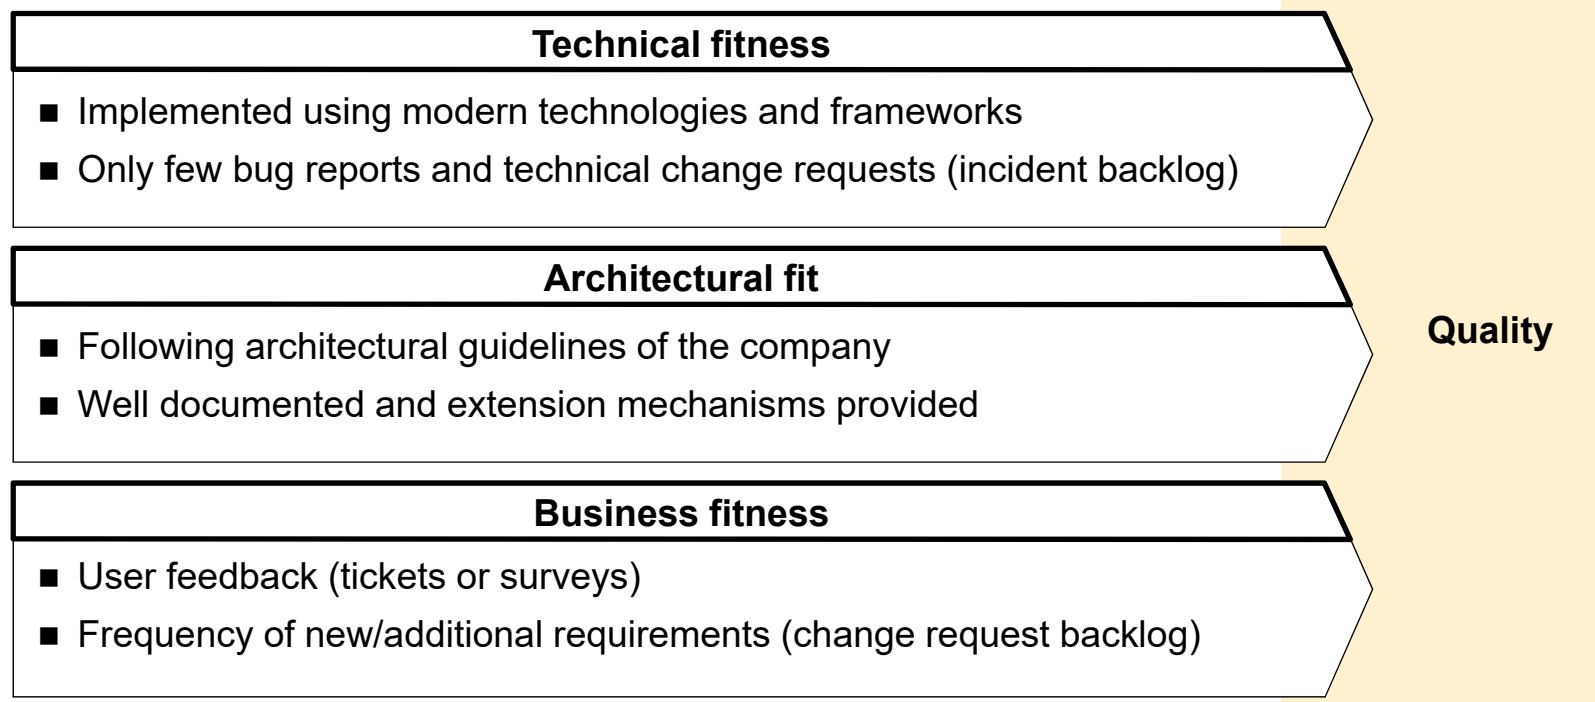 Technical fitness
■ Implemented using modern technologies and frameworks
■ Only few bug reports and technical change requests (incident backlog)
Architectural fit
■ Following architectural guidelines of the company
■ Well documented and extension mechanisms provided
Business fitness
■ User feedback (tickets or surveys)
■ Frequency of new/additional requirements (change request backlog)
Quality